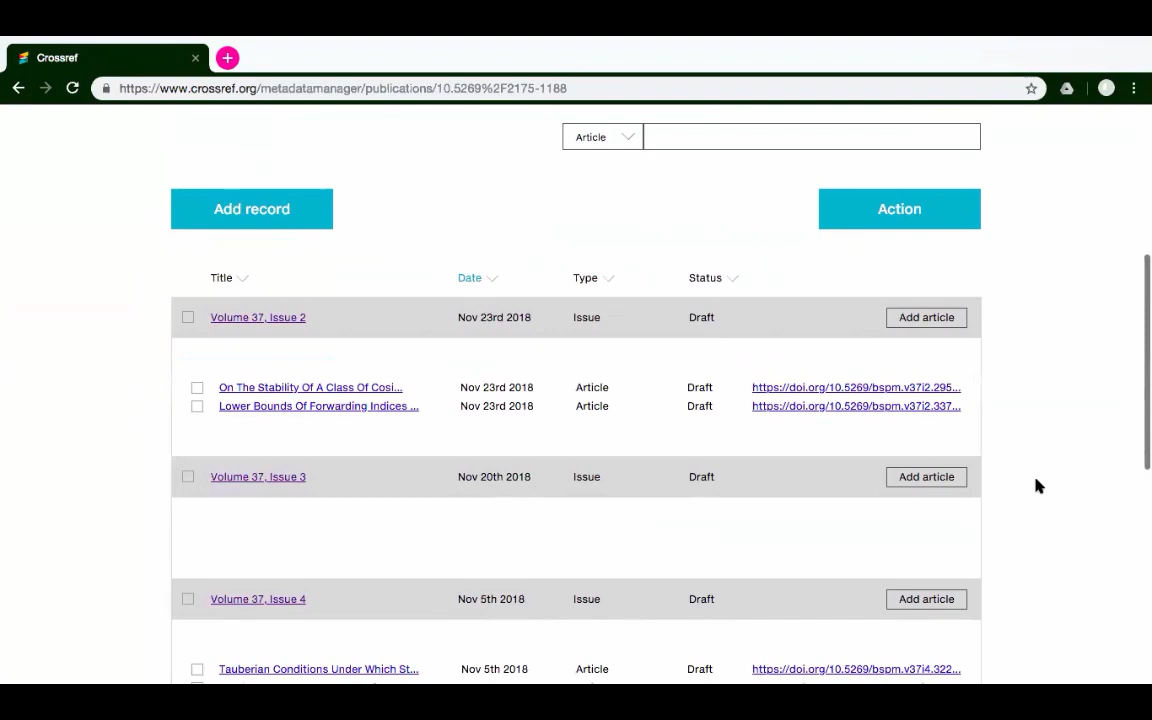 Crossref
https://www.crossref.org/metadatamanager/publications/10.5269%2F2175-1188
Article
Add record Action
Title Date Type Status
Volume 37, Issue 2 Nov 23rd 2018 Issue Draft Add article
On The Stability Of A Class Of Cosi... Nov 23rd 2018 Article Draft https://doi.org/10.5269/bspm.v37i2.295...
Lower Bounds Of Forwarding Indices ... Nov 23rd 2018 Article Draft https://doi.org/10.5269/bspm.v37i2.337...
Volume 37, Issue 3 Nov 20th 2018 Issue Draft Add article
Volume 37, Issue 4 Nov 5th 2018 Issue Draft Add article
Tauberian Conditions Under Which St... Nov 5th 2018 Article Draft https://doi.org/10.5269/bspm.v37i4.322...